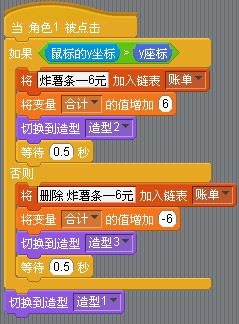 当 角色1 被点击
如果 鼠标的y坐标 > y座标
将 炸薯条—6元 加入链表 账单
将变量 合计 的值增加 6
切换到造型 造型2
等待 0.5 秒
否则
将 删除 炸薯条—6元 加入链表 账单
将变量 合计 的值增加 -6
切换到造型 造型3
等待 0.5 秒
切换到造型 造型1